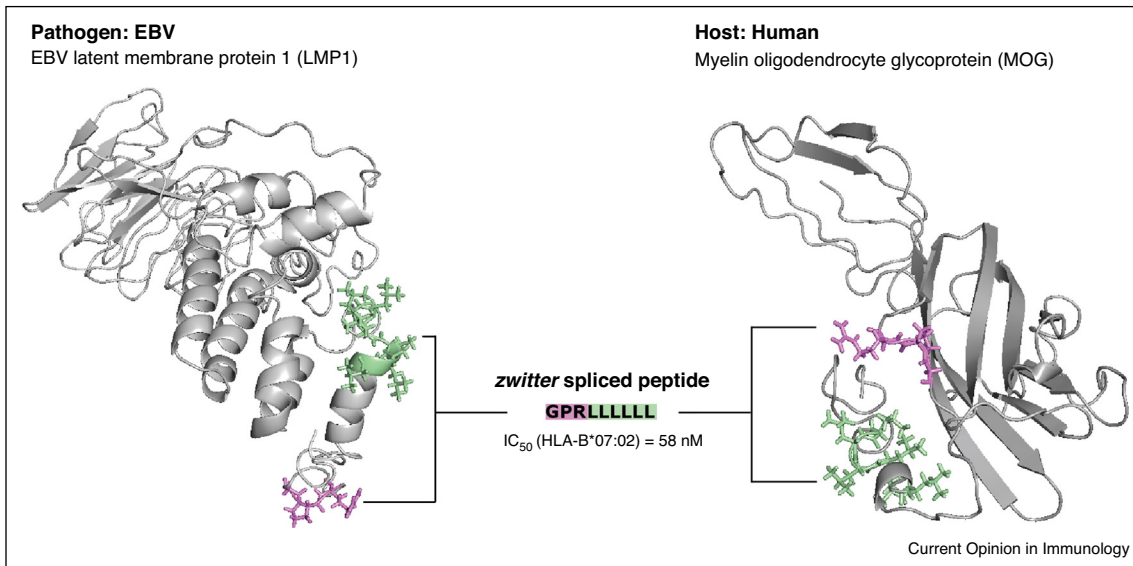 Pathogen: EBV
EBV latent membrane protein 1 (LMP1)
Host: Human
Myelin oligodendrocyte glycoprotein (MOG)
zwitter spliced peptide
GPRLLLLLL
IC50 (HLA-B*07:02) = 58 nM
Current Opinion in Immunology